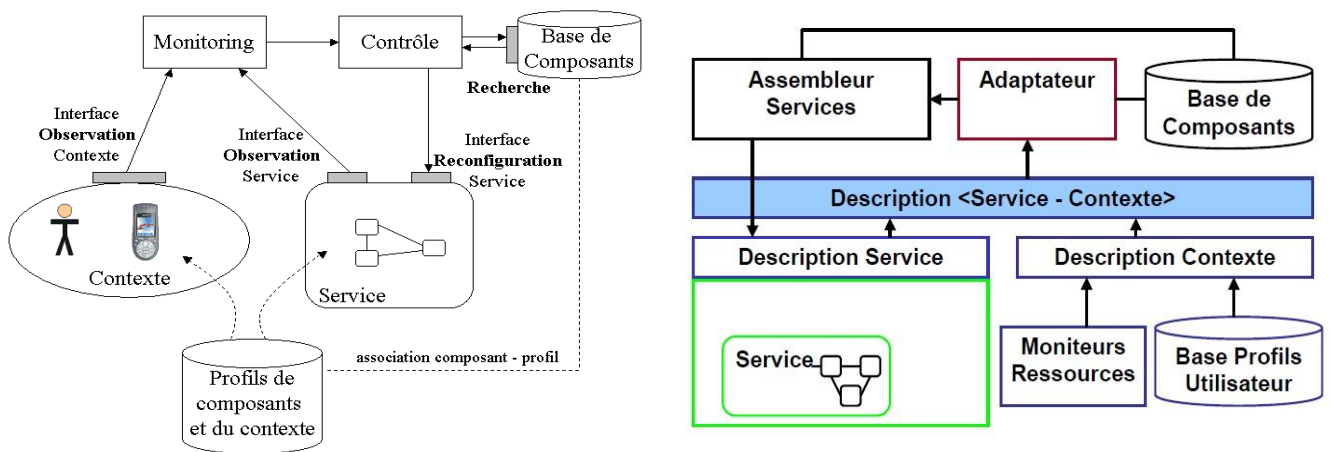 Monitoring
Contrôle
Base de
Composants
Recherche
Interface
Observation
Contexte
Interface
Observation
Service
Interface
Reconfiguration
Service
Contexte
Service
association composant - profil
Profils de
composants
et du contexte
Assembleur
Services
Adaptateur
Base de
Composants
Description <Service - Contexte>
Description Service
Description Contexte
Service
Moniteurs
Ressources
Base Profils
Utilisateur